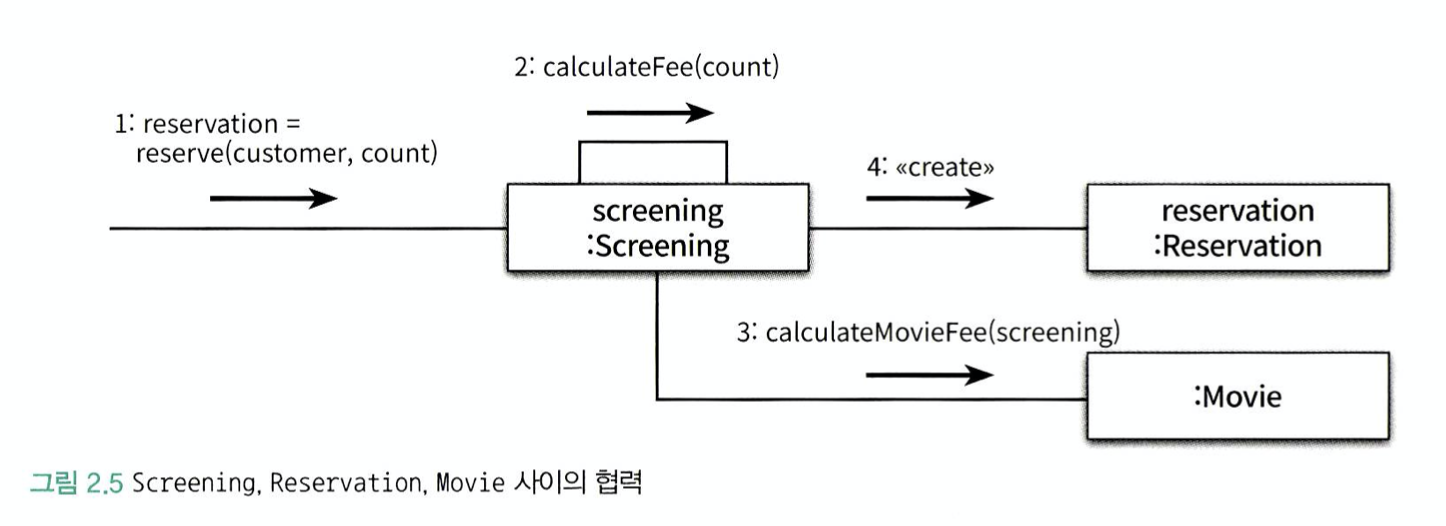 2: calculateFee(count)
1: reservation =
reserve(customer, count)
4: «create»
screening
:Screening
reservation
:Reservation
3: calculateMovieFee(screening)
:Movie
그림 2.5 Screening, Reservation, Movie 사이의 협력